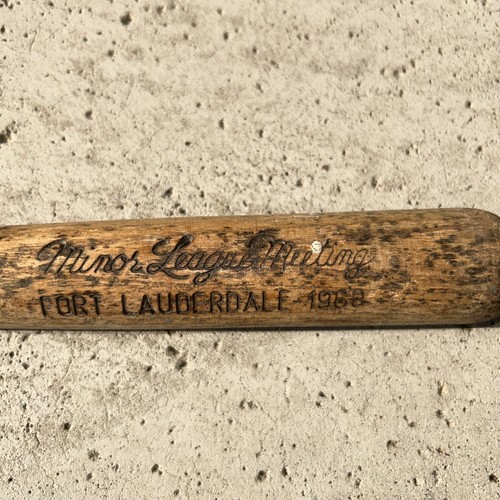 Minor League Meeting
FORT LAUDERDALE 1968